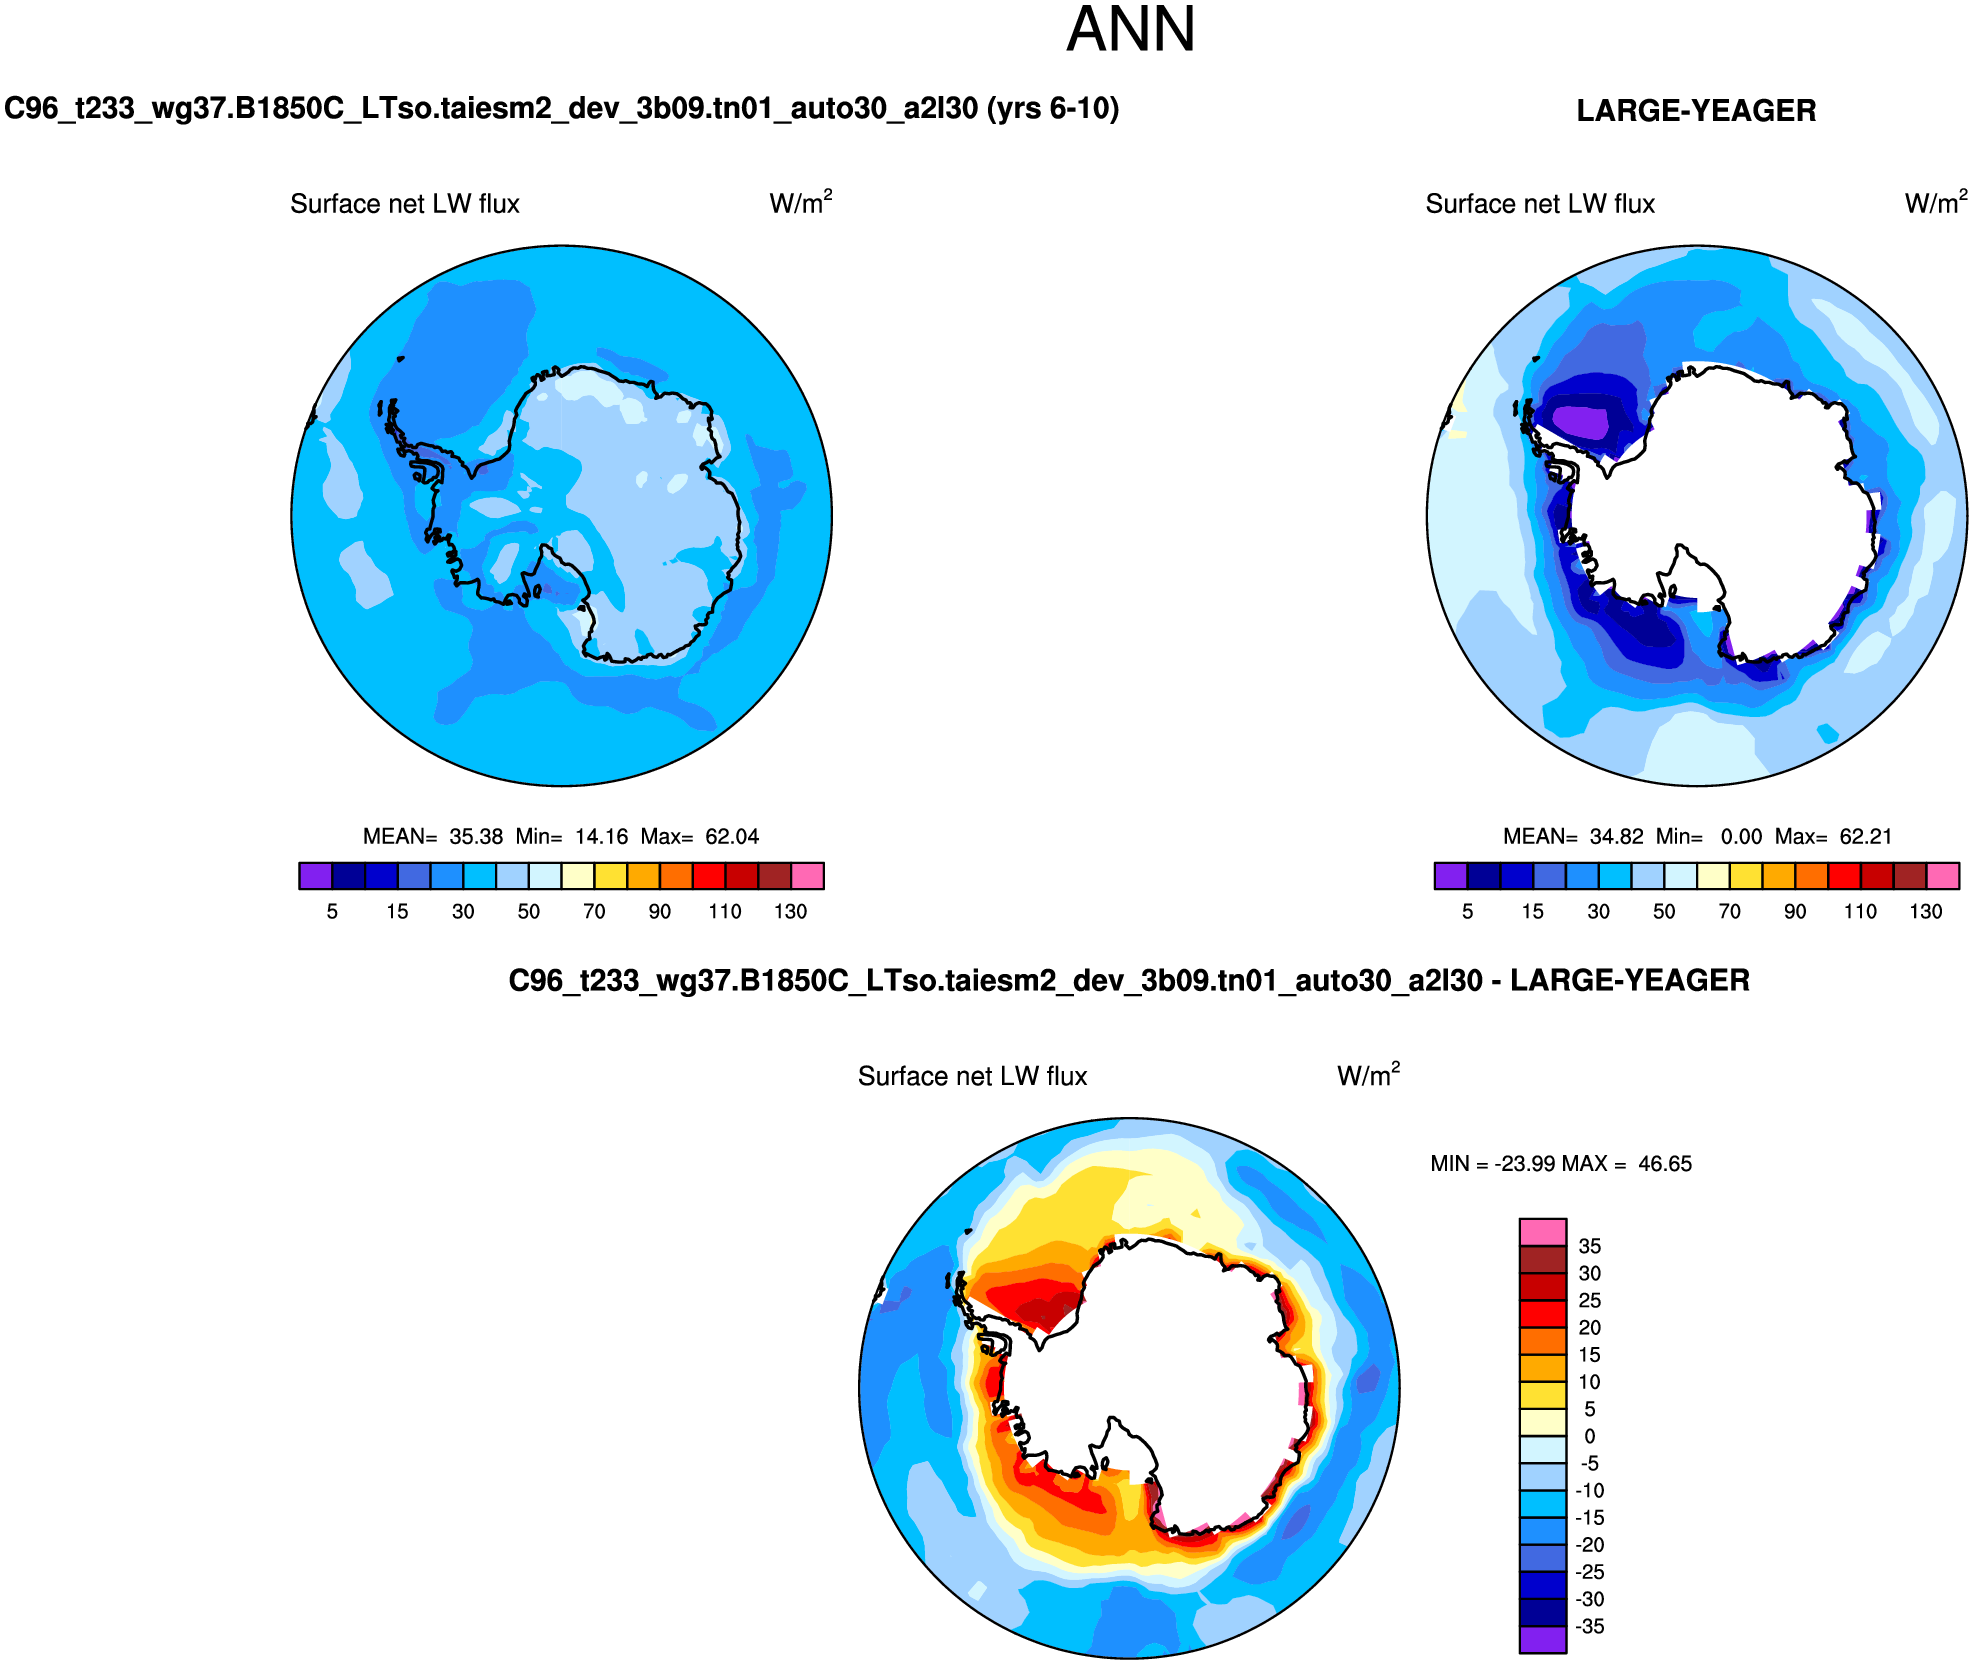 ANN
C96_t233_wg37.B1850C_LTso.taiesm2_dev_3b09.tn01_auto30_a2l30 (yrs 6-10)
LARGE-YEAGER
Surface net LW flux W/m²
Surface net LW flux W/m²
MEAN= 35.38 Min= 14.16 Max= 62.04
5 15 30 50 70 90 110 130
MEAN= 34.82 Min= 0.00 Max= 62.21
5 15 30 50 70 90 110 130
C96_t233_wg37.B1850C_LTso.taiesm2_dev_3b09.tn01_auto30_a2l30 - LARGE-YEAGER
Surface net LW flux W/m²
MIN = -23.99 MAX = 46.65
35
30
25
20
15
10
5
0
-5
-10
-15
-20
-25
-30
-35